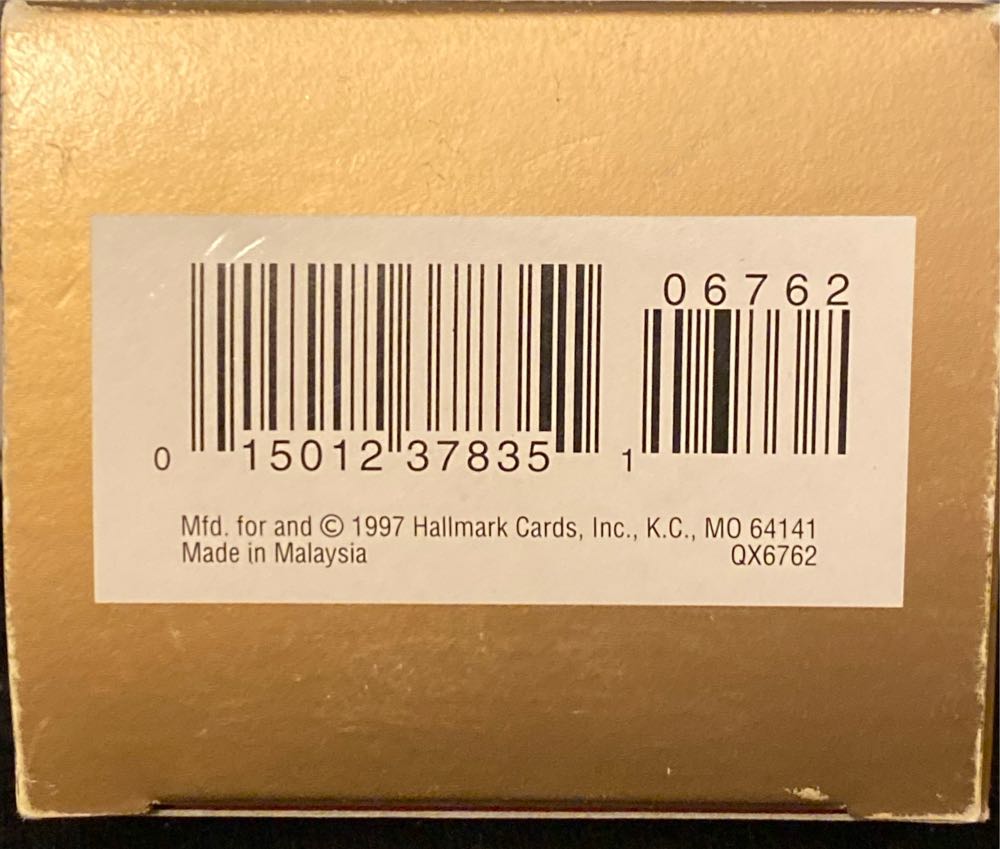 06762
0 15012 37835 1
Mfd. for and © 1997 Hallmark Cards, Inc., K.C., MO 64141
Made in Malaysia QX6762